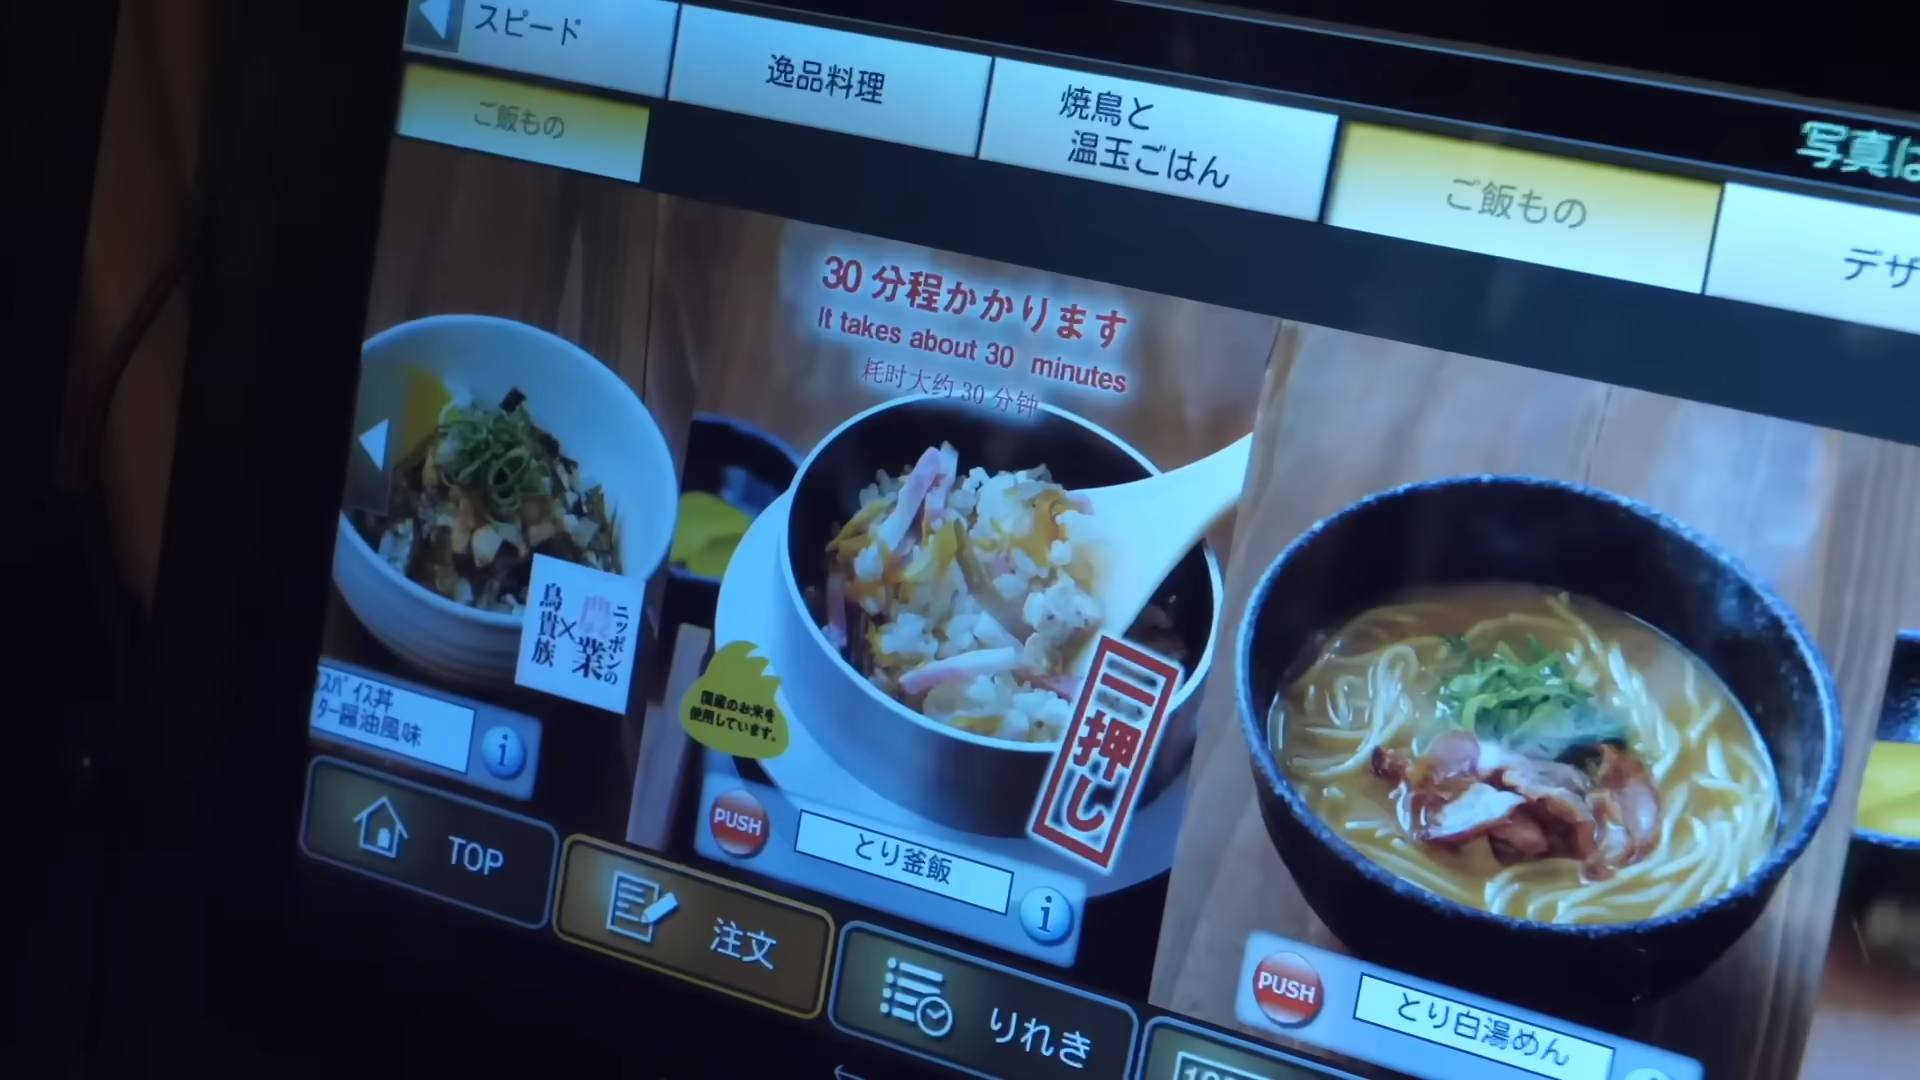 スピード
逸品料理
焼鳥と
温玉ごはん
ご飯もの
写真は
デザ
ご飯もの
30分程かかります
It takes about 30 minutes
耗时大约 30 分钟
鳥貴族
×
ニッポンの
農業
国産のお米を
使用しています。
一押し
スパイス丼
ター醤油風味
PUSH
とり釜飯
PUSH
とり白湯めん
TOP
注文
りれき